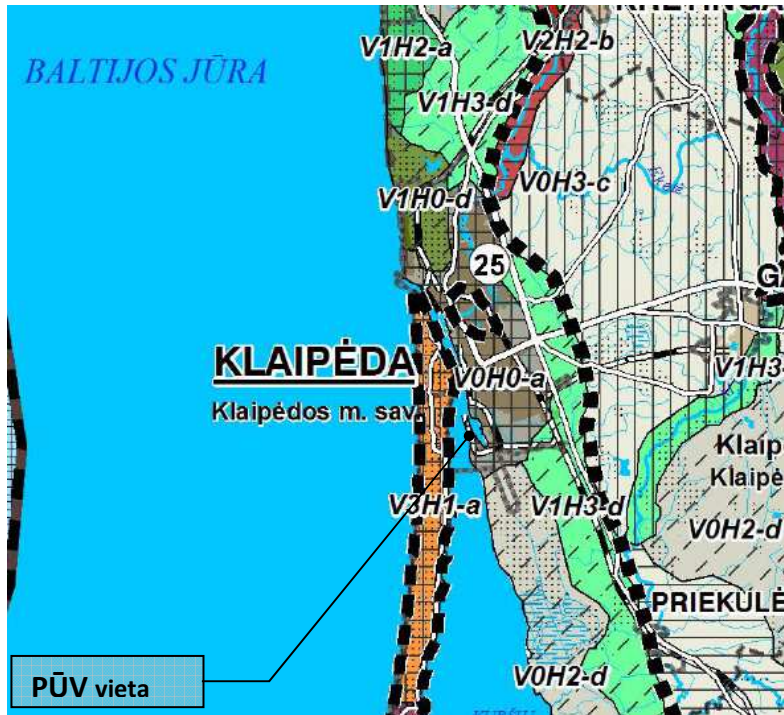 KRETINGA
V1H2-a
V2H2-b
BALTIJOS JŪRA
V1H3-d
V0H3-c
V1H0-d
25
G
KLAIPĖDA
V0H0-a
V1H3-
Klaipėdos m. sav.
Klaip
Klaipė
V3H1-a
V1H3-d
V0H2-d
PRIEKULĖ
V0H2-d
PŪV vieta